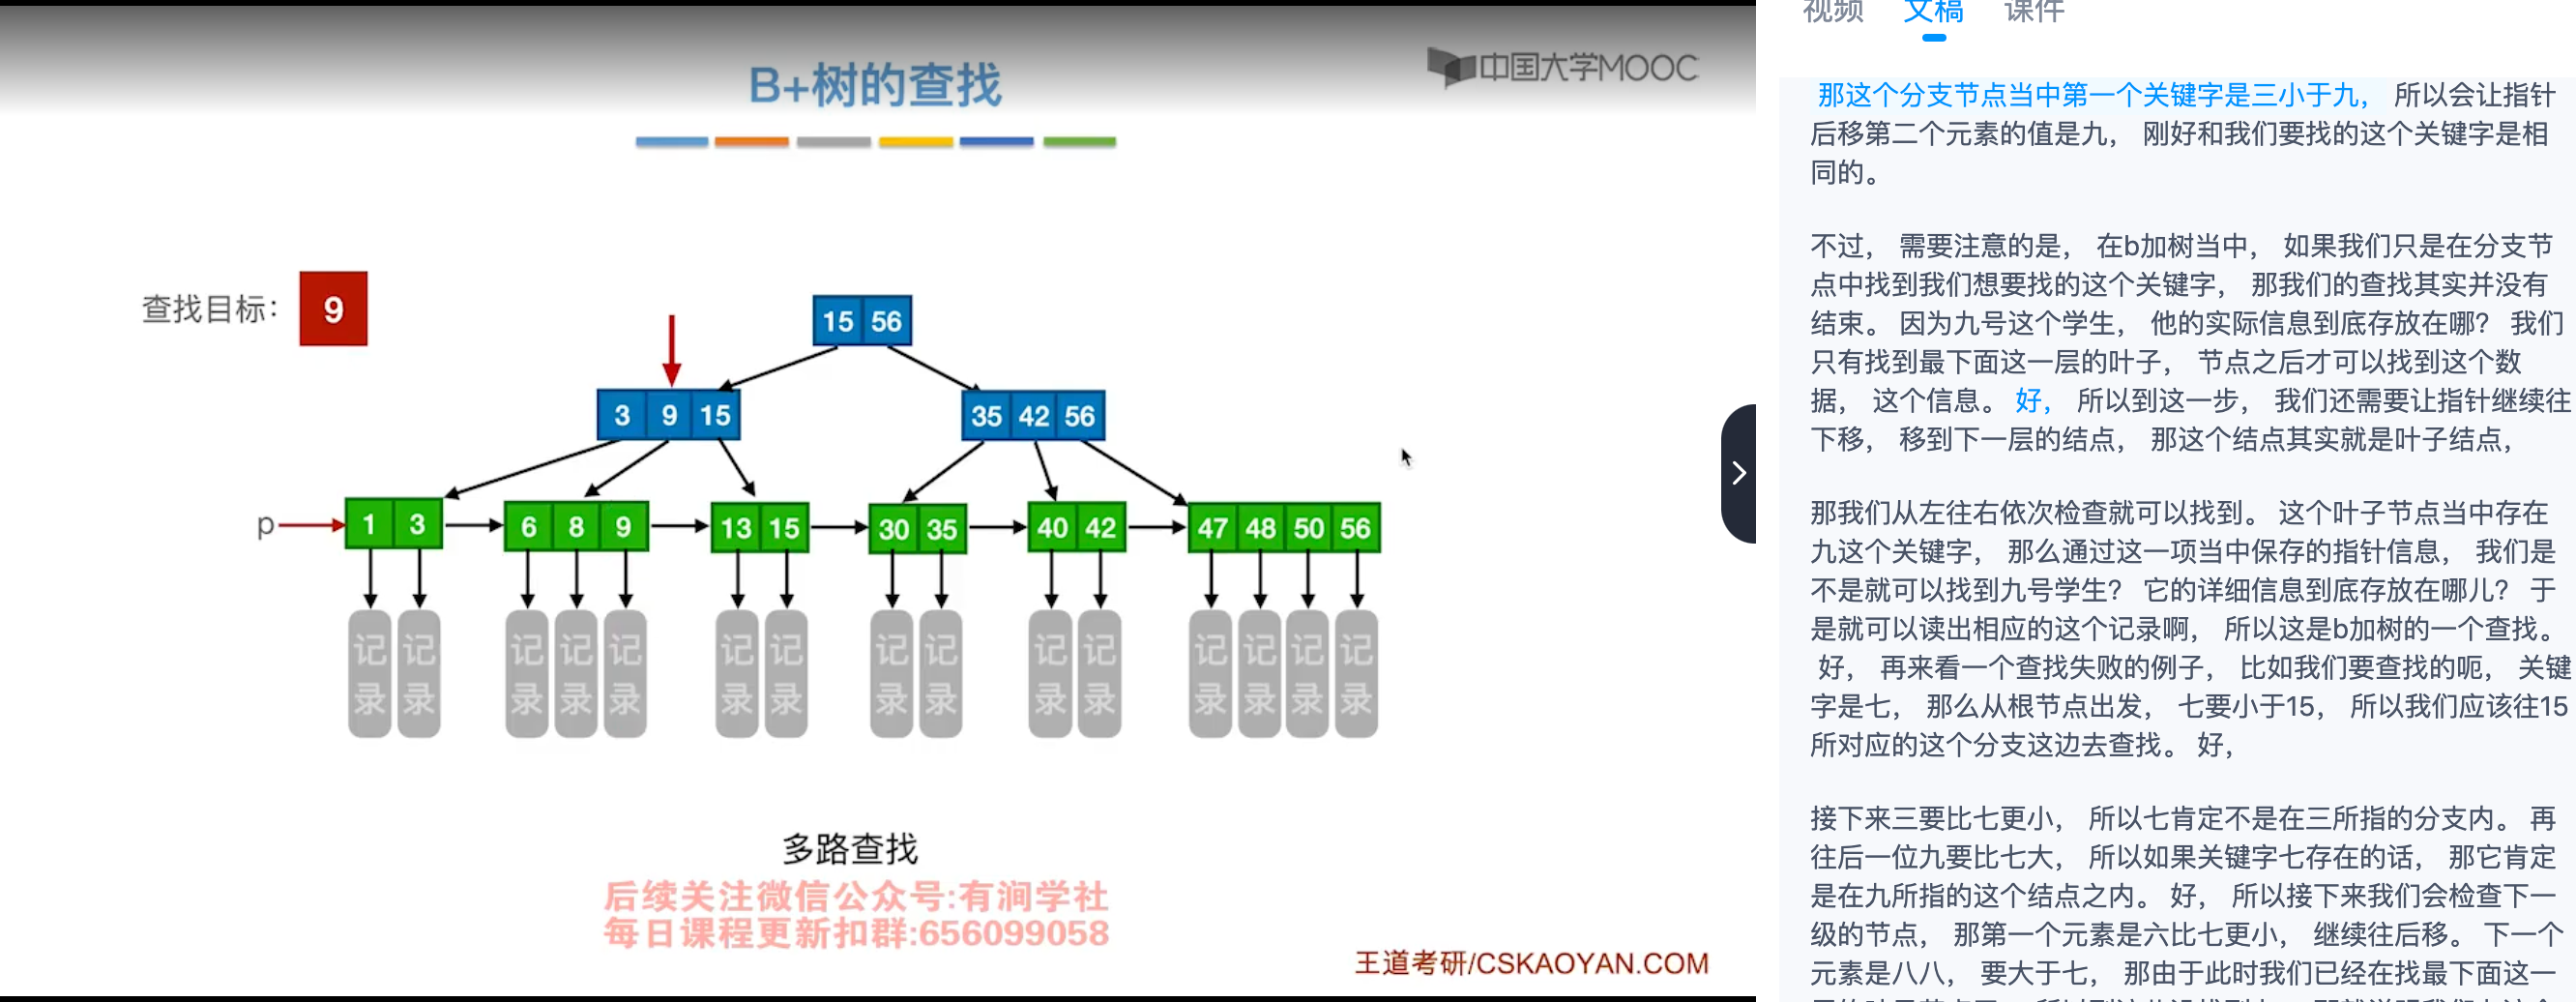 B+树的查找
中国大学MOOC
查找目标：
9
15 56
3 9 15
35 42 56
p
1 3
6 8 9
13 15
30 35
40 42
47 48 50 56
记录 记录 记录 记录 记录 记录 记录 记录 记录 记录 记录 记录 记录 记录 记录
多路查找
后续关注微信公众号:有涧学社
每日课程更新扣群:656099058
王道考研/CSKAOYAN.COM
视频 文稿 课件
那这个分支节点当中第一个关键字是三小于九， 所以会让指针
后移第二个元素的值是九， 刚好和我们要找的这个关键字是相
同的。
不过， 需要注意的是， 在b加树当中， 如果我们只是在分支节
点中找到我们想要找的这个关键字， 那我们的查找其实并没有
结束。 因为九号这个学生， 他的实际信息到底存放在哪？ 我们
只有找到最下面这一层的叶子， 节点之后才可以找到这个数
据， 这个信息。 好， 所以到这一步， 我们还需要让指针继续往
下移， 移到下一层的结点， 那这个结点其实就是叶子结点，
那我们从左往右依次检查就可以找到。 这个叶子节点当中存在
九这个关键字， 那么通过这一项当中保存的指针信息， 我们是
不是就可以找到九号学生？ 它的详细信息到底存放在哪儿？ 于
是就可以读出相应的这个记录啊， 所以这是b加树的一个查找。
好， 再来看一个查找失败的例子， 比如我们要查找的呃， 关键
字是七， 那么从根节点出发， 七要小于15， 所以我们应该往15
所对应的这个分支这边去查找。 好，
接下来三要比七更小， 所以七肯定不是在三所指的分支内。 再
往后一位九要比七大， 所以如果关键字七存在的话， 那它肯定
是在九所指的这个结点之内。 好， 所以接下来我们会检查下一
级的节点， 那第一个元素是六比七更小， 继续往后移。 下一个
元素是八八， 要大于七， 那由于此时我们已经在找最下面这一